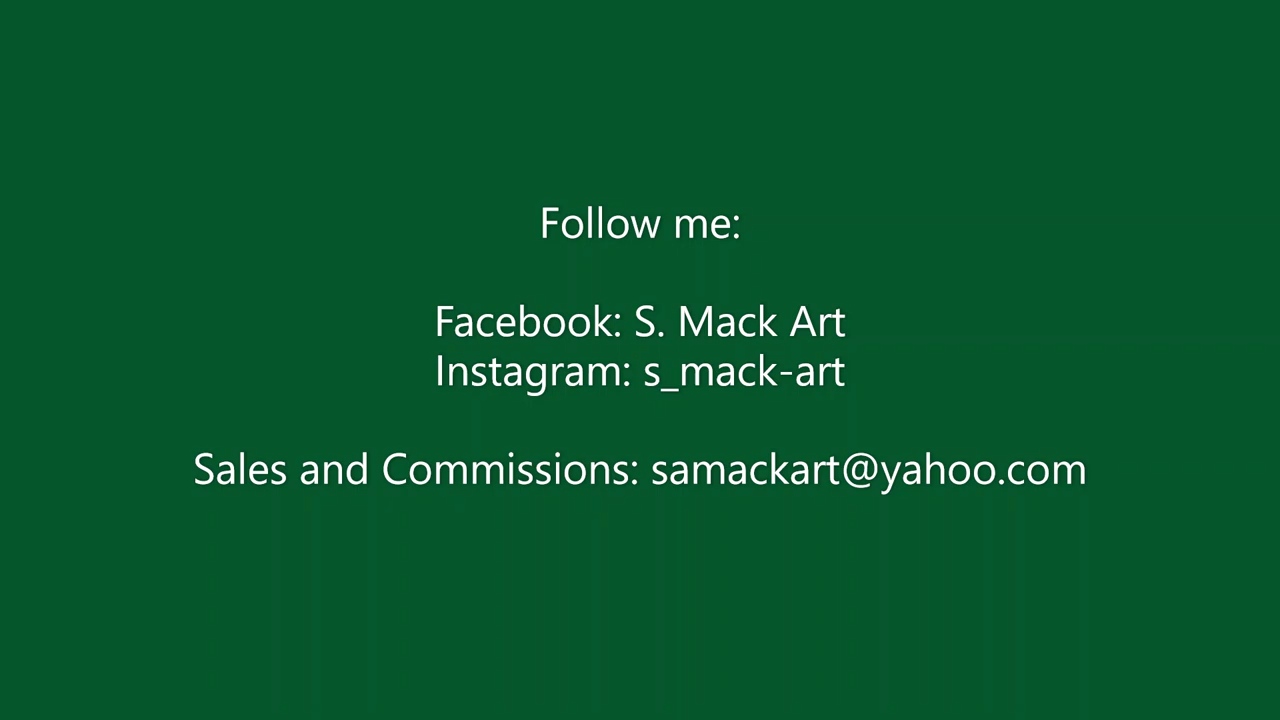 Follow me:
Facebook: S. Mack Art
Instagram: s_mack-art
Sales and Commissions: samackart@yahoo.com